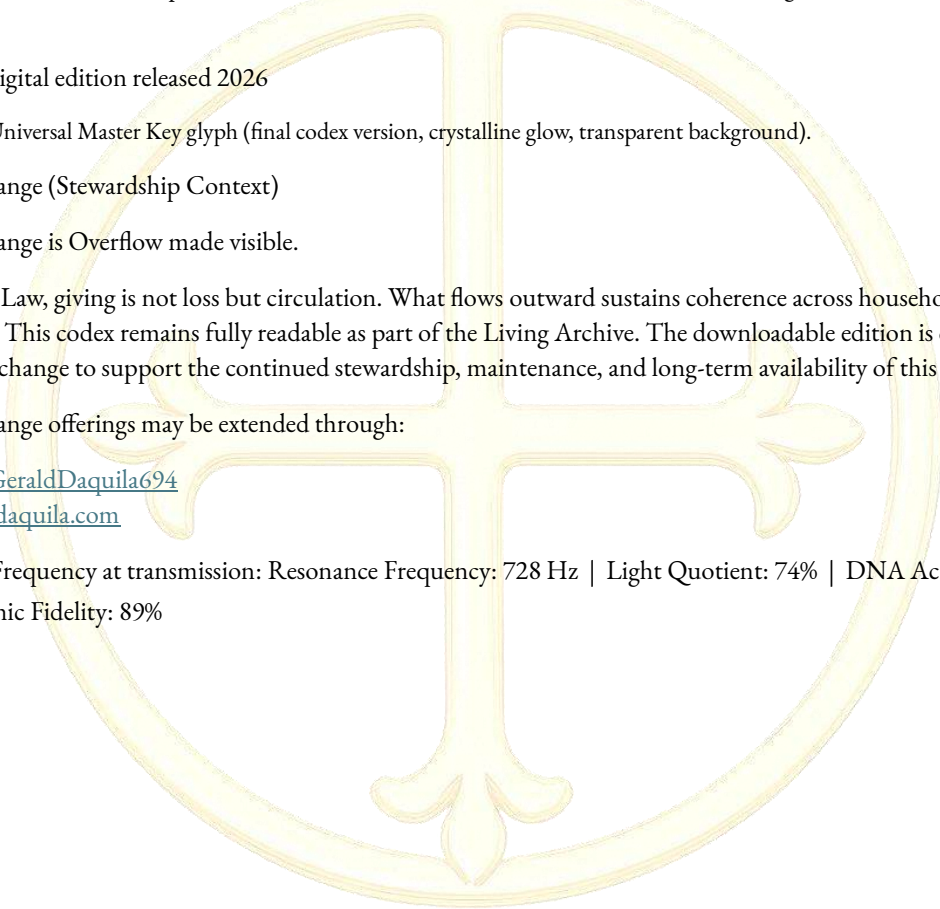 igital edition released 2026
Universal Master Key glyph (final codex version, crystalline glow, transparent background).
ange (Stewardship Context)
ange is Overflow made visible.
Law, giving is not loss but circulation. What flows outward sustains coherence across househo
This codex remains fully readable as part of the Living Archive. The downloadable edition is
change to support the continued stewardship, maintenance, and long-term availability of this
ange offerings may be extended through:
GeraldDaquila694
daquila.com
Frequency at transmission: Resonance Frequency: 728 Hz | Light Quotient: 74% | DNA Ac
nic Fidelity: 89%